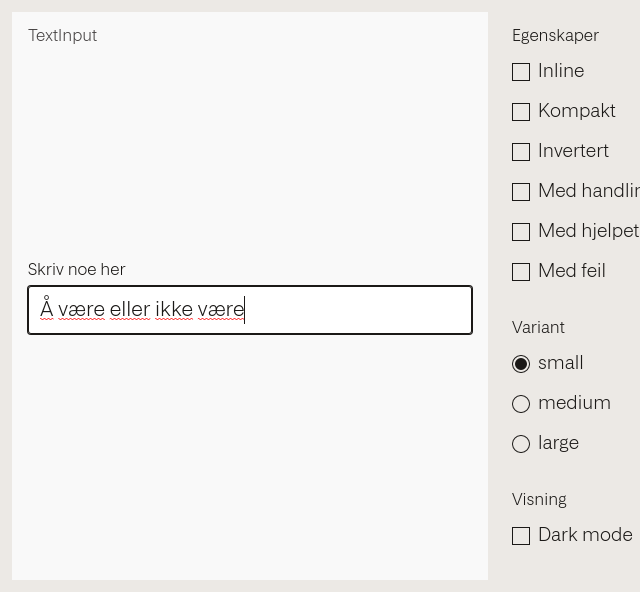 TextInput
Skriv noe her
Å være eller ikke være
Egenskaper
Inline
Kompakt
Invertert
Med handlin
Med hjelpet
Med feil
Variant
small
medium
large
Visning
Dark mode